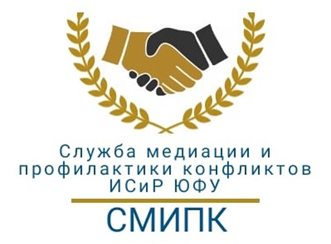 Служба медиации и
профилактики конфликтов
ИСиР ЮФУ
СМИПК